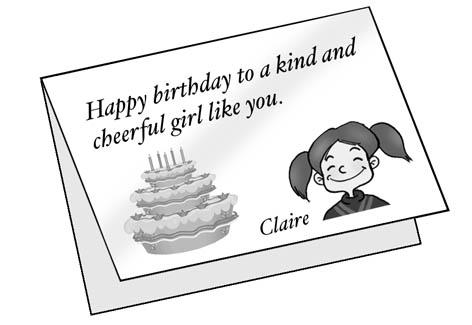 Happy birthday to a kind and
cheerful girl like you.
Claire